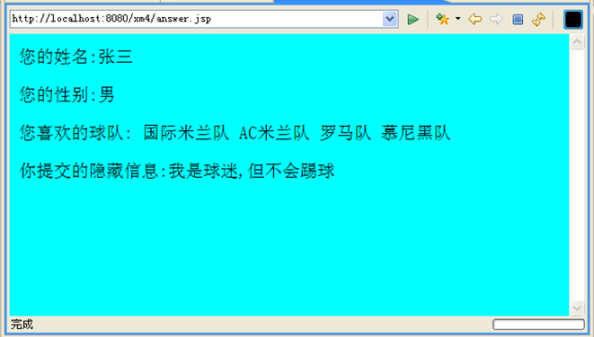 http://localhost:8080/xm4/answer.jsp
您的姓名:张三
您的性别:男
您喜欢的球队: 国际米兰队 AC米兰队 罗马队 慕尼黑队
你提交的隐藏信息:我是球迷,但不会踢球
完成